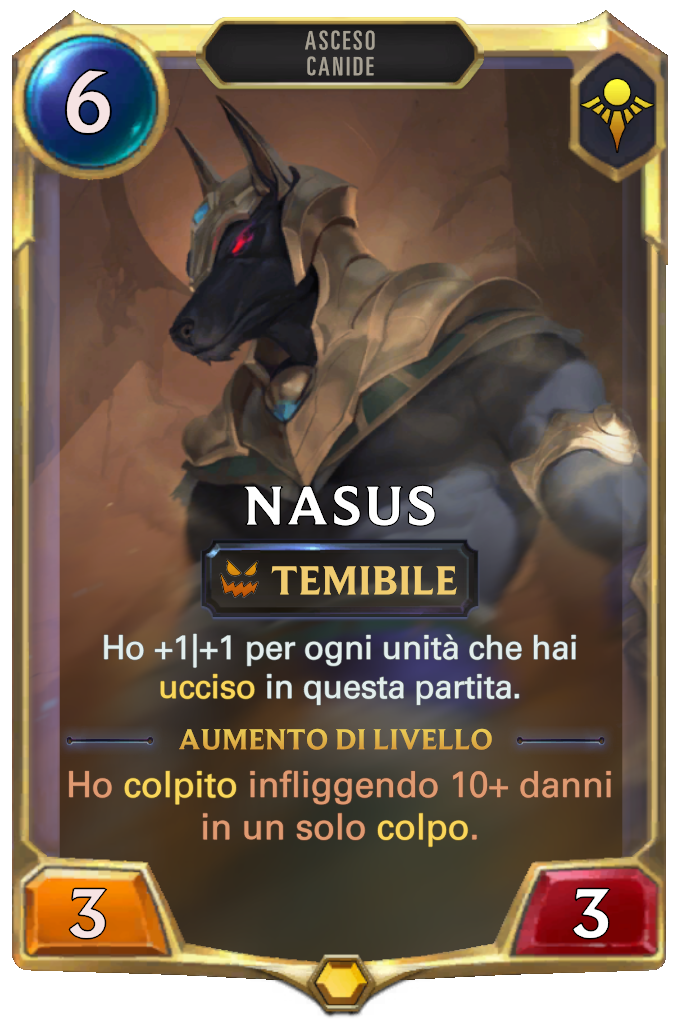 ASCESO
CANIDE
6
NASUS
TEMIBILE
Ho +1|+1 per ogni unità che hai
ucciso in questa partita.
AUMENTO DI LIVELLO
Ho colpito infliggendo 10+ danni
in un solo colpo.
3
3